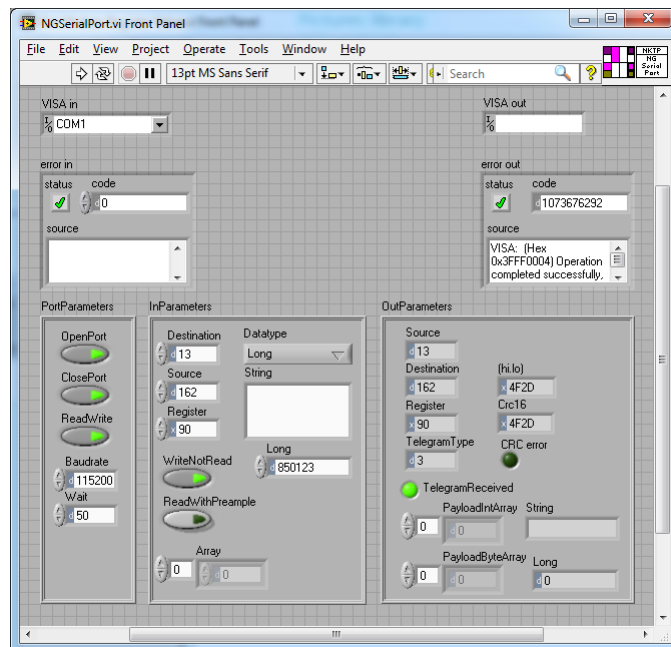 NGSerialPort.vi Front Panel
File Edit View Project Operate Tools Window Help
13pt MS Sans Serif
Search
NKTP
NG
Serial
Port
VISA in
COM1
VISA out
error in
status code
0
source
error out
status code
d 1073676292
source
VISA: (Hex
0x3FFF0004) Operation
completed successfully,
PortParameters
OpenPort
ClosePort
ReadWrite
Baudrate
d 115200
Wait
d 50
InParameters
Destination
d 13
Source
d 162
Register
x 90
WriteNotRead
ReadWithPreample
Array
0
d 0
Datatype
Long
String
Long
d 850123
OutParameters
Source
d 13
Destination
d 162
Register
x 90
TelegramType
d 3
(hi.lo)
x 4F2D
Crc16
x 4F2D
CRC error
TelegramReceived
PayloadIntArray String
0 d 0
PayloadByteArray Long
0 d 0 d 0